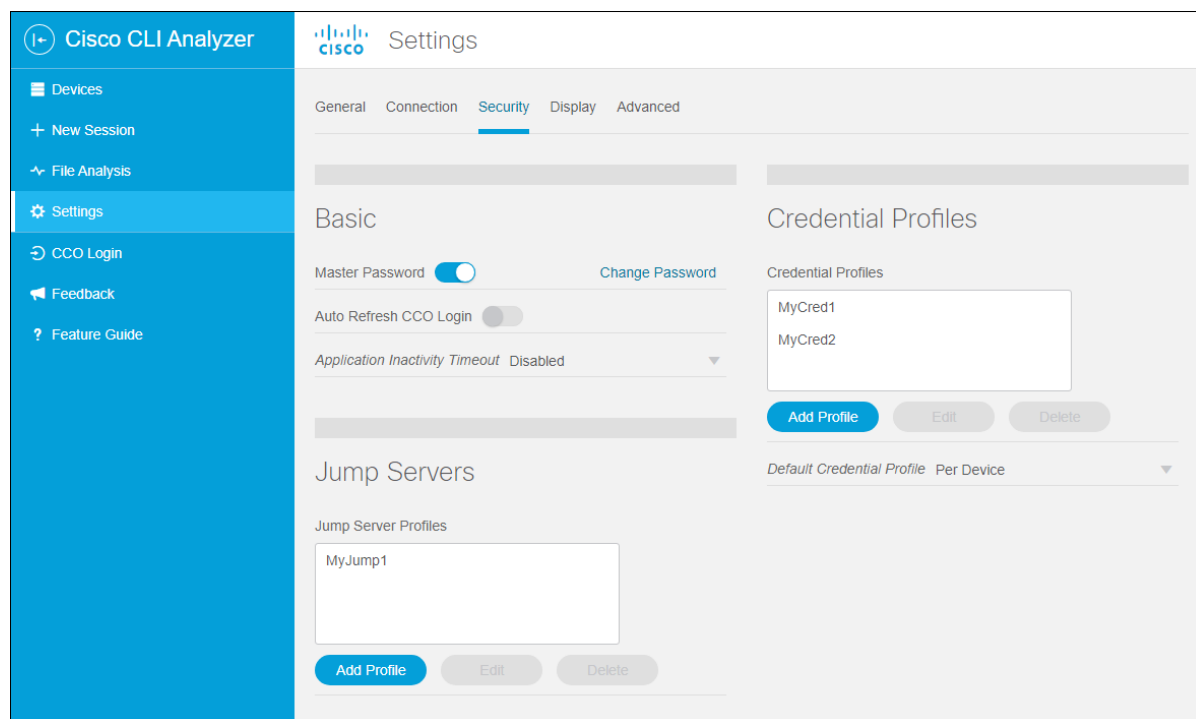 Cisco CLI Analyzer
Devices
New Session
File Analysis
Settings
CCO Login
Feedback
? Feature Guide
CISCO Settings
General Connection Security Display Advanced
Basic
Master Password Change Password
Auto Refresh CCO Login
Application Inactivity Timeout Disabled
Jump Servers
Jump Server Profiles
MyJump1
Add Profile Edit Delete
Credential Profiles
Credential Profiles
MyCred1
MyCred2
Add Profile Edit Delete
Default Credential Profile Per Device